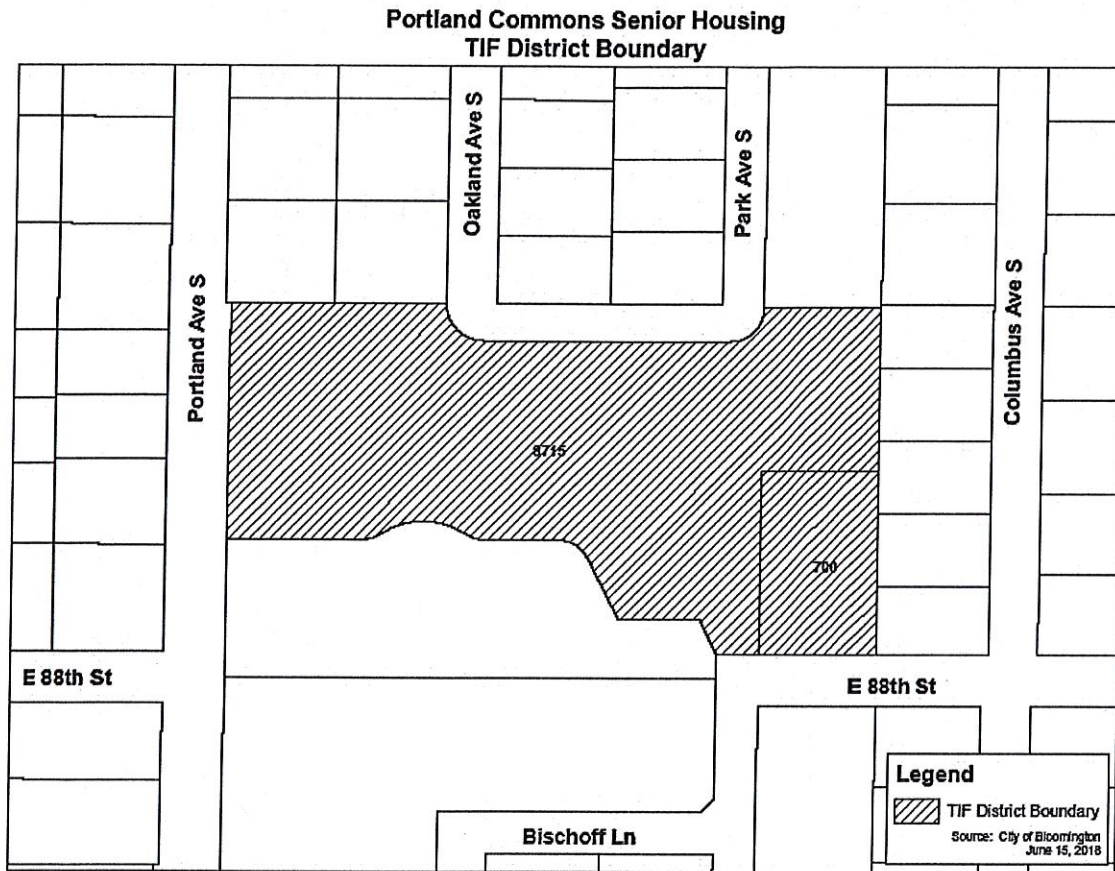 Portland Commons Senior Housing
TIF District Boundary
Portland Ave S
Oakland Ave S
Park Ave S
Columbus Ave S
8715
700
E 88th St
E 88th St
Bischoff Ln
Legend
TIF District Boundary
Source: City of Bloomington
June 15, 2018